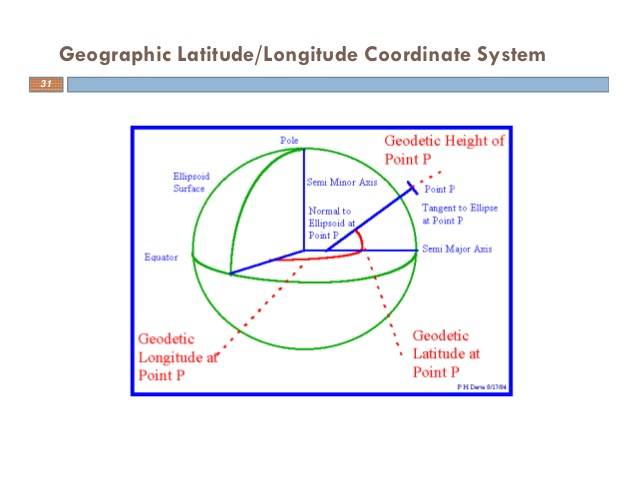 Geographic Latitude/Longitude Coordinate System
31
Pole
Geodetic Height of
Point P
Ellipsoid
Surface
Semi Minor Axis
Point P
Normal to
Ellipsoid at
Point P
Tangent to Ellipse
at Point P
Equator
Semi Major Axis
Geodetic
Longitude at
Point P
Geodetic
Latitude at
Point P
P H Dana 8/17/94